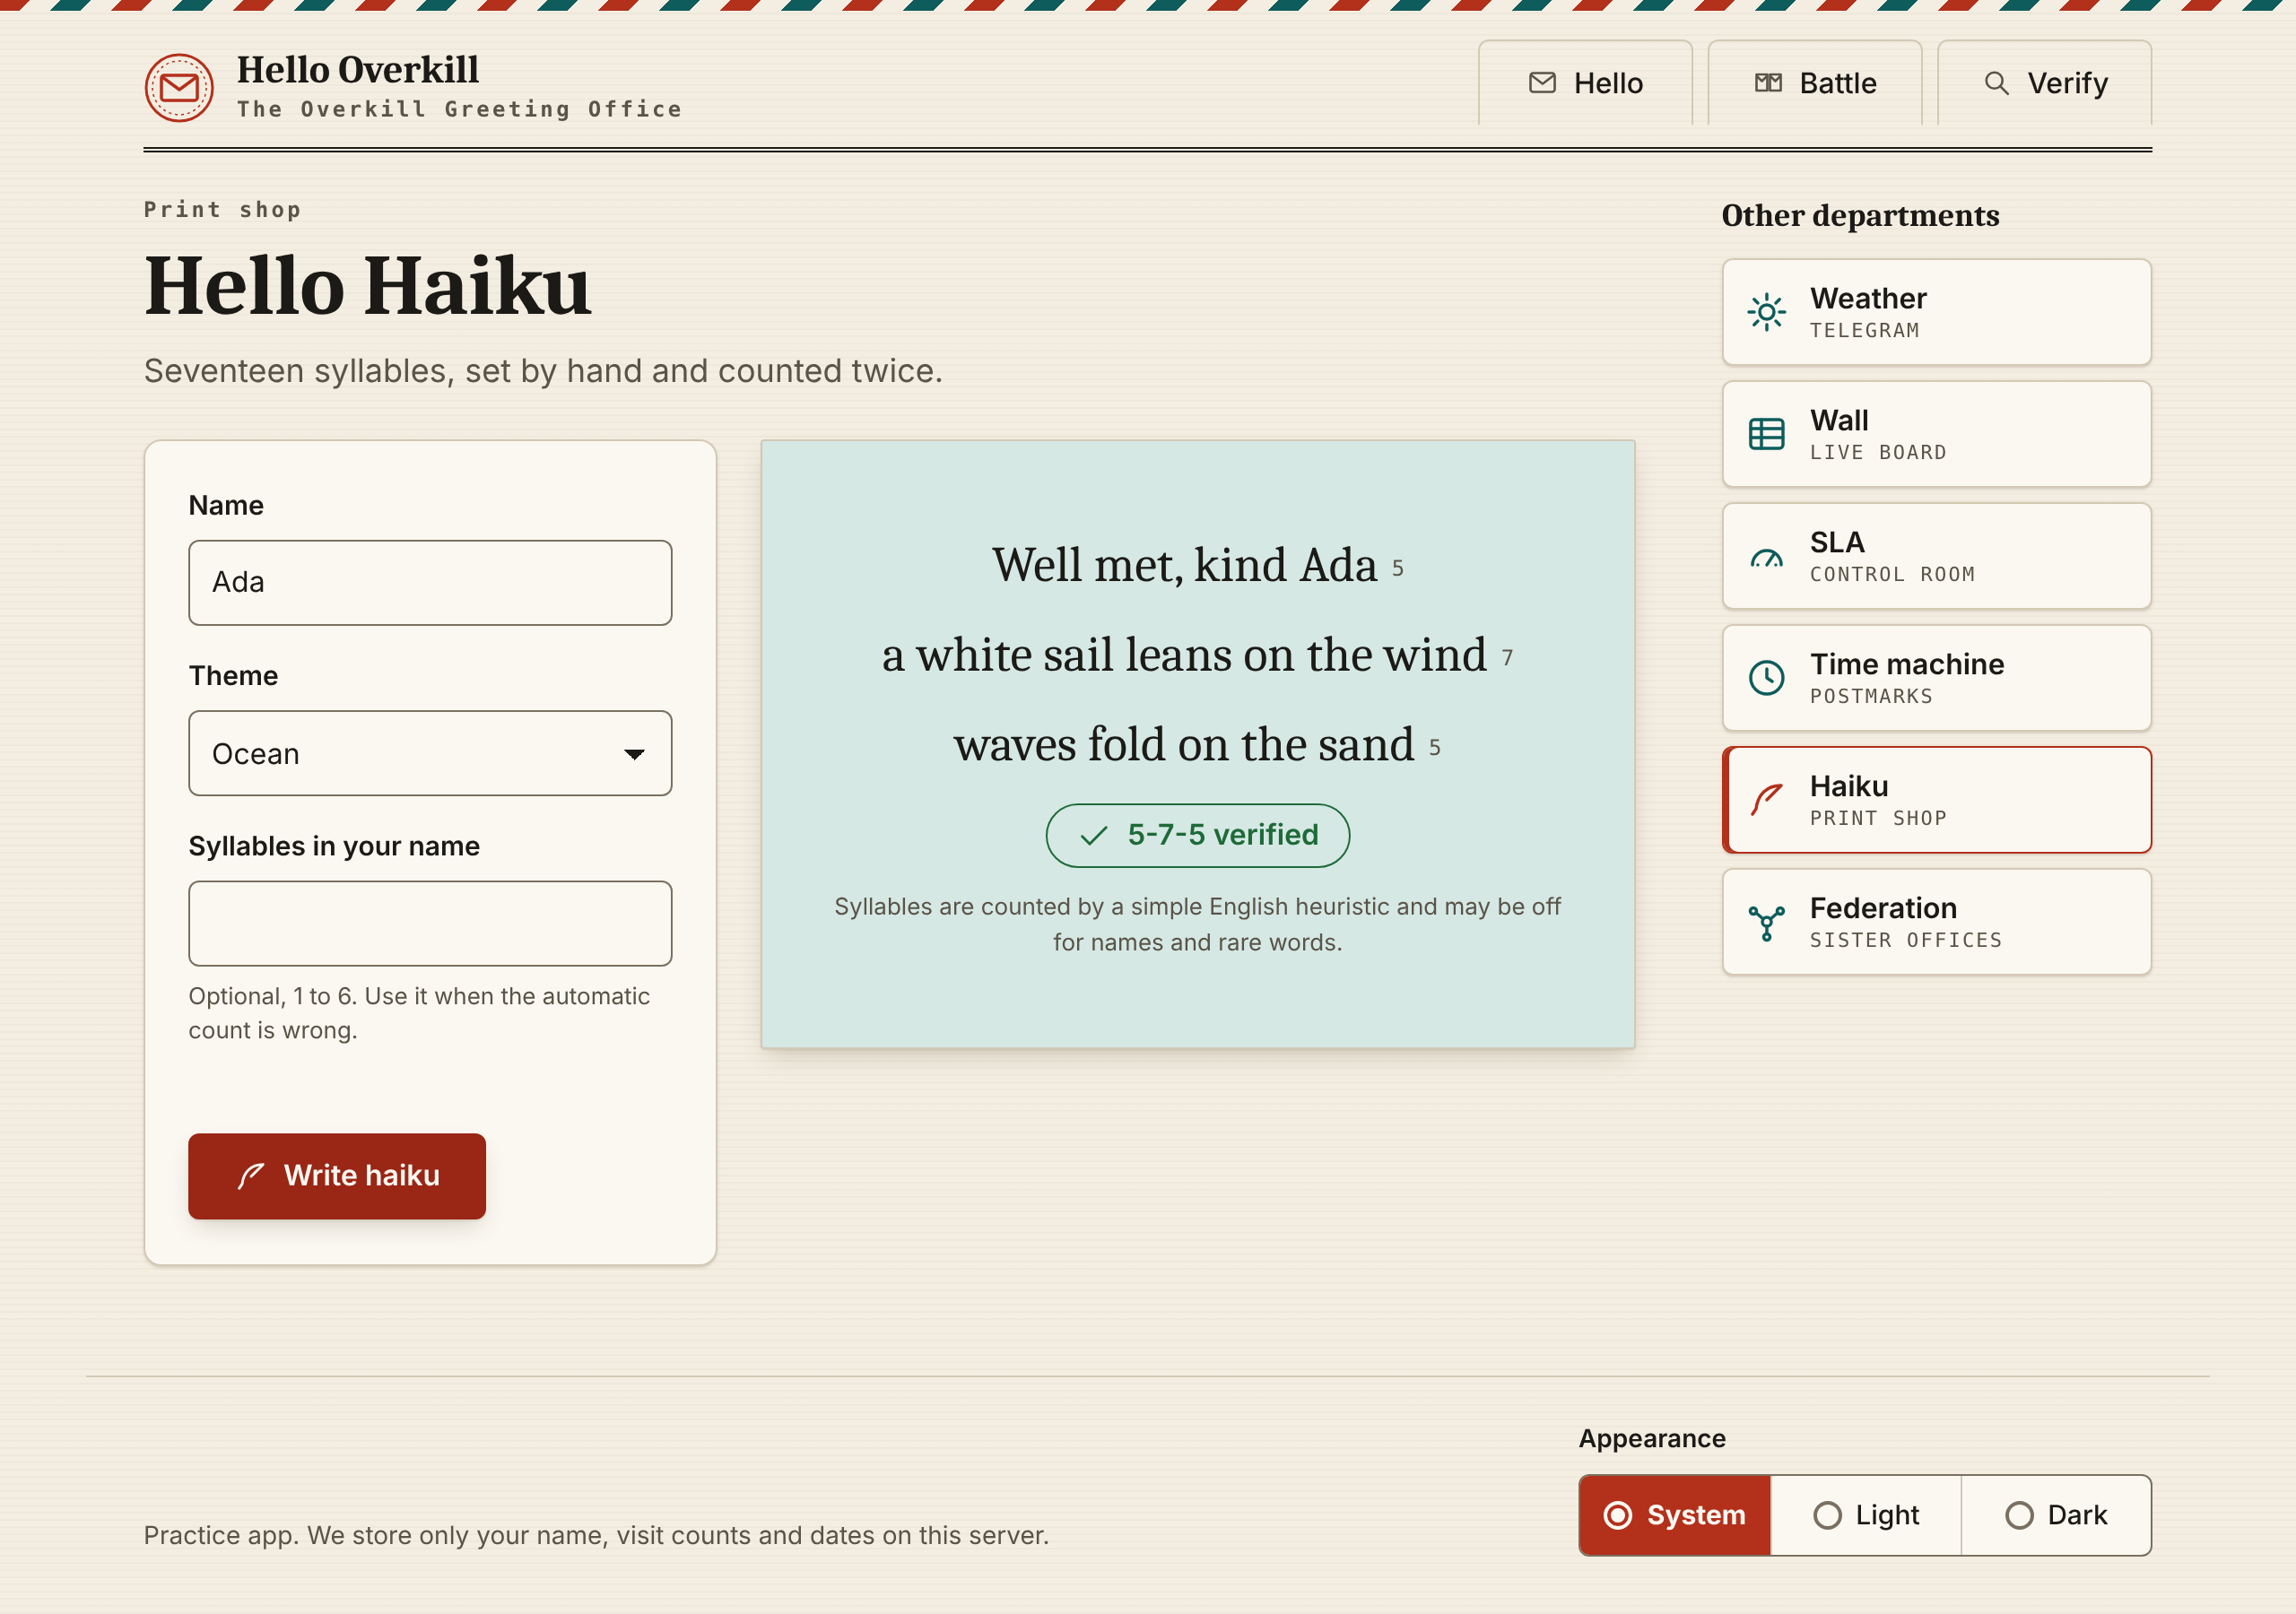 Hello Overkill
The Overkill Greeting Office
Hello
Battle
Verify
Print shop
Hello Haiku
Seventeen syllables, set by hand and counted twice.
Name
Ada
Theme
Ocean
Syllables in your name
Optional, 1 to 6. Use it when the automatic
count is wrong.
Write haiku
Well met, kind Ada 5
a white sail leans on the wind 7
waves fold on the sand 5
5-7-5 verified
Syllables are counted by a simple English heuristic and may be off
for names and rare words.
Other departments
Weather
TELEGRAM
Wall
LIVE BOARD
SLA
CONTROL ROOM
Time machine
POSTMARKS
Haiku
PRINT SHOP
Federation
SISTER OFFICES
Practice app. We store only your name, visit counts and dates on this server.
Appearance
System
Light
Dark